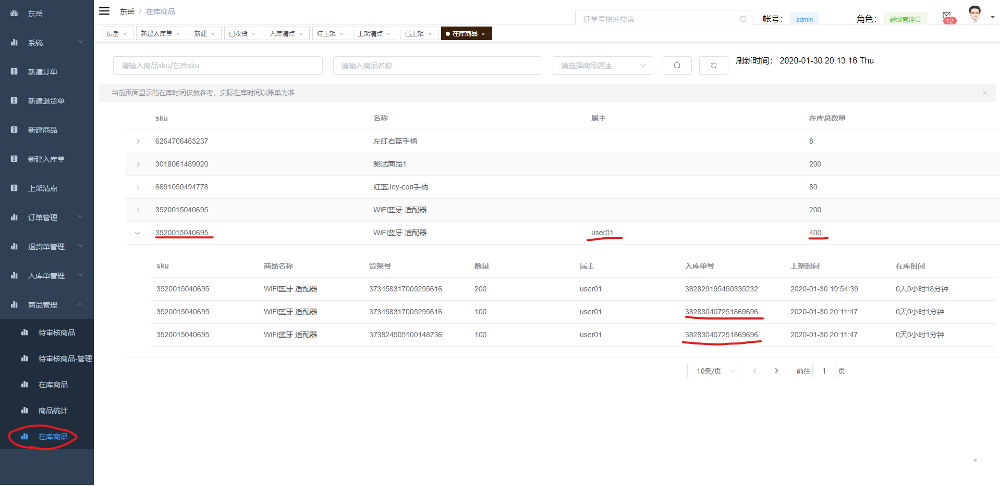 东岳
系统
新建订单
新建退货单
新建商品
新建入库单
上架清点
订单管理
退货单管理
入库单管理
商品管理
待审核商品
待审核商品-管理
在库商品
商品统计
在库商品
东岳 / 在库商品
订单号快速搜索
帐号： admin
角色： 超级管理员
12
东岳 × 新建入库单 × 新建 × 已收货 × 入库清点 × 待上架 × 上架清点 × 已上架 × 在库商品 ×
请输入商品sku/东岳sku
请输入商品名称
请选择商品属主
刷新时间： 2020-01-30 20:13:16 Thu
当前页面显示的在库时间仅做参考，实际在库时间以账单为准
sku 名称 属主 在库总数量
6264706483237 左红右蓝手柄 8
3018061489020 测试商品1 200
6691050494778 红蓝Joy-con手柄 80
3520015040695 WiFi蓝牙 适配器 200
3520015040695 WiFi蓝牙 适配器 user01 400
sku 商品名称 货架号 数量 属主 入库单号 上架时间 在库时间
3520015040695 WiFi蓝牙 适配器 373458317005295616 200 user01 382829195450335232 2020-01-30 19:54:39 0天0小时18分钟
3520015040695 WiFi蓝牙 适配器 373458317005295616 100 user01 382830407251869696 2020-01-30 20:11:47 0天0小时1分钟
3520015040695 WiFi蓝牙 适配器 373824505100148736 100 user01 382830407251869696 2020-01-30 20:11:47 0天0小时1分钟
10条/页 前往 1 页